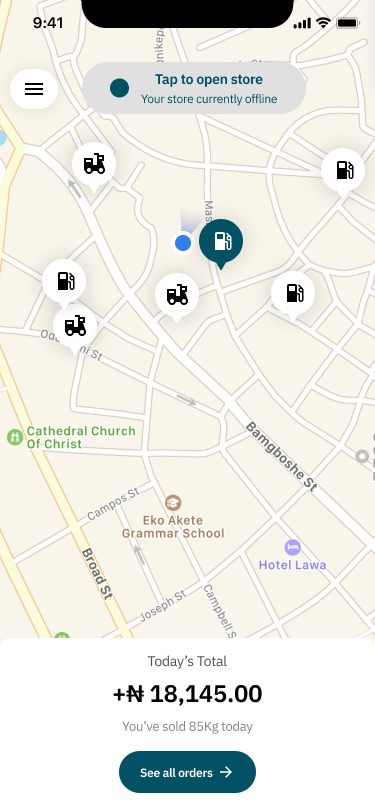 9:41
Tap to open store
Your store currently offline
Cathedral Church
Of Christ
Bamgboshe St
Campos St
Eko Akete
Grammar School
Hotel Lawa
Broad St
Joseph St
Campbell S
Today's Total
+₦ 18,145.00
You've sold 85Kg today
See all orders